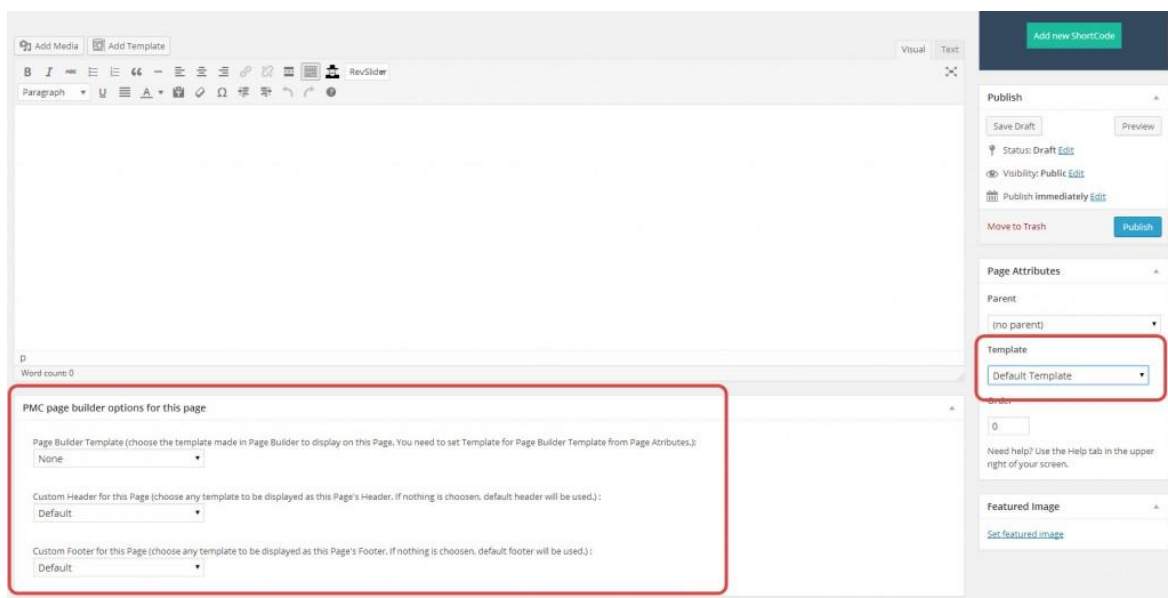 Add Media Add Template
Visual Text
B I ABC RevSlider
Paragraph U A Ω
p
Word count: 0
PMC page builder options for this page
Page Builder Template (choose the template made in Page Builder to display on this Page. You need to set Template for Page Builder Template from Page Atributes.):
None
Custom Header for this Page (choose any template to be displayed as this Page's Header. If nothing is choosen, default header will be used.) :
Default
Custom Footer for this Page (choose any template to be displayed as this Page's Footer. If nothing is choosen, default footer will be used.) :
Default
Add new ShortCode
Publish
Save Draft Preview
Status: Draft Edit
Visibility: Public Edit
Publish immediately Edit
Move to Trash Publish
Page Attributes
Parent
(no parent)
Template
Default Template
Order
0
Need help? Use the Help tab in the upper
right of your screen.
Featured Image
Set featured image